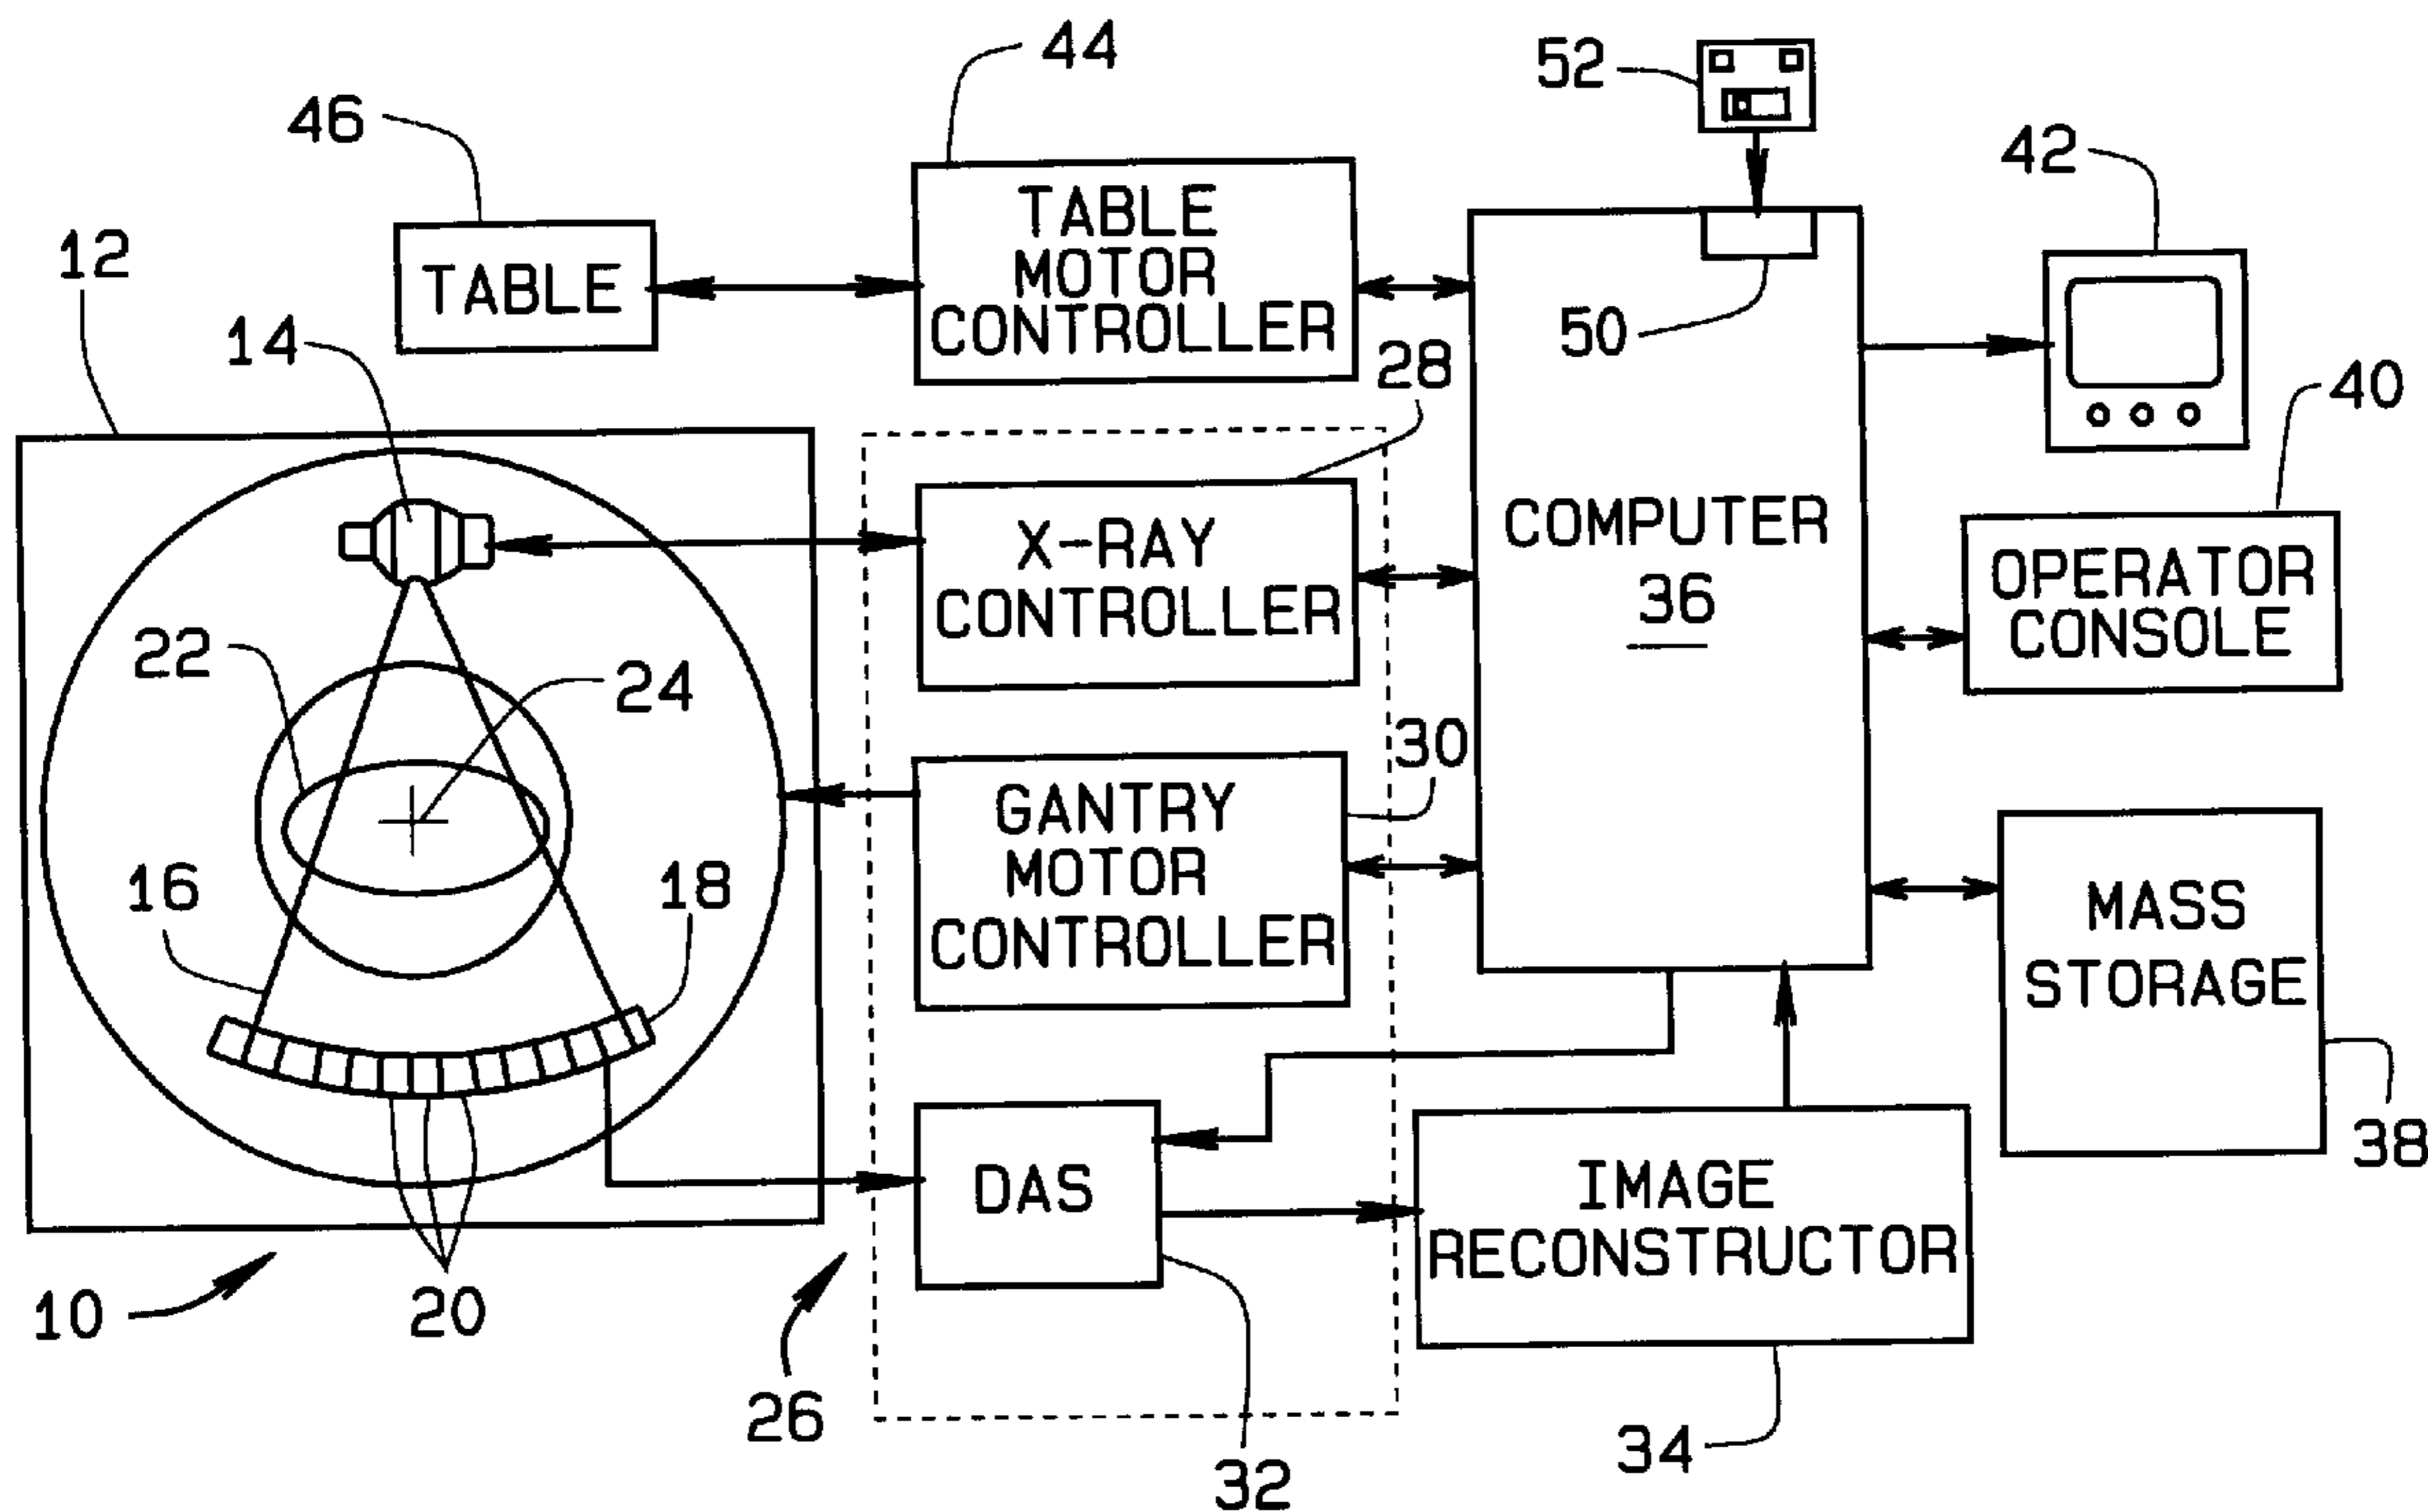 44
52
46
42
12
TABLE
MOTOR
CONTROLLER
TABLE
14
50
28
40
X-RAY
CONTROLLER
COMPUTER
36
OPERATOR
CONSOLE
22
24
30
GANTRY
MOTOR
CONTROLLER
16
18
MASS
STORAGE
38
DAS
IMAGE
RECONSTRUCTOR
10
20
26
32
34